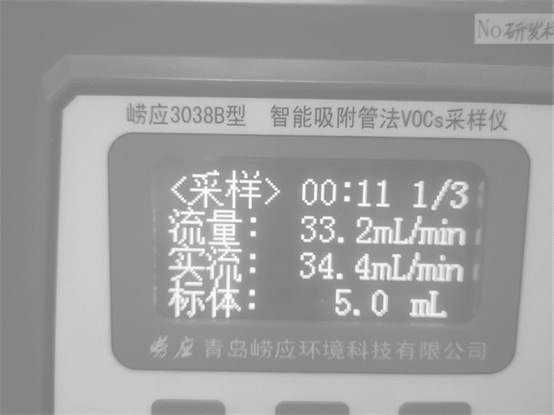 No 研发样
崂应3038B型 智能吸附管法VOCs采样仪
<采样> 00:11 1/3
流量: 33.2mL/min
实流: 34.4mL/min
标体: 5.0 mL
崂应 青岛崂应环境科技有限公司